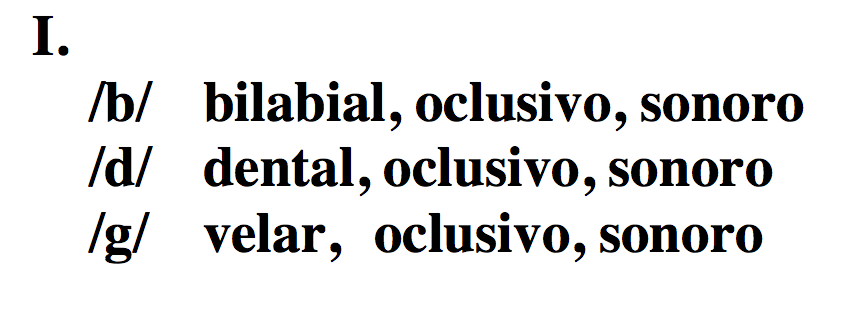 I.
/b/ bilabial, oclusivo, sonoro
/d/ dental, oclusivo, sonoro
/g/ velar, oclusivo, sonoro